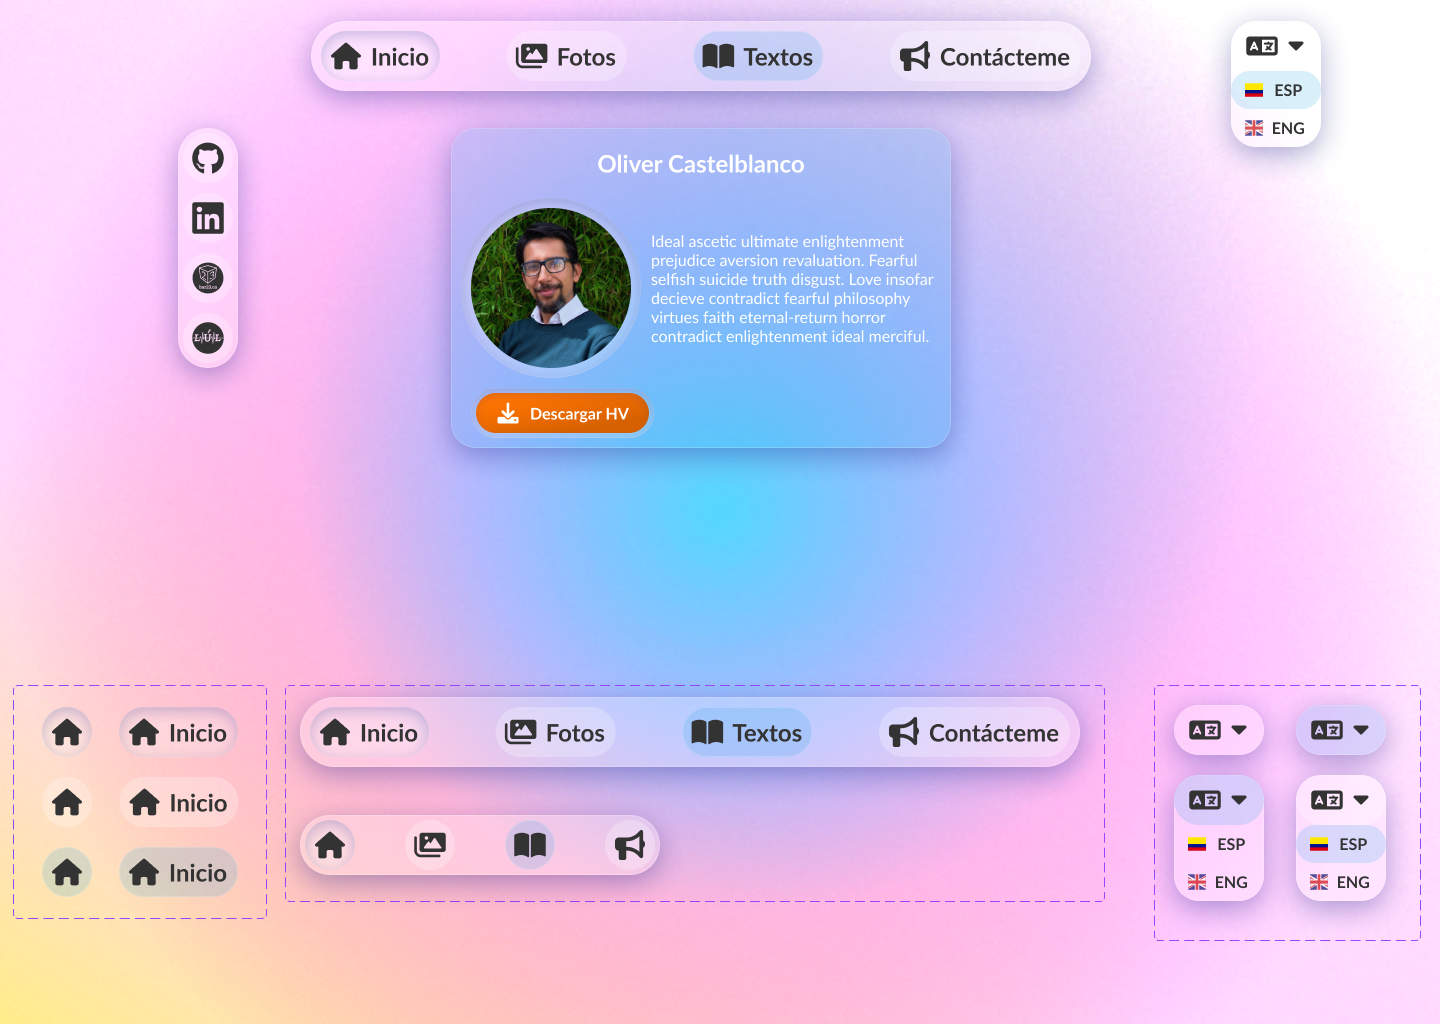 Inicio
Fotos
Textos
Contácteme
A
ESP
ENG
Oliver Castelblanco
in
Ideal ascetic ultimate enlightenment
prejudice aversion revaluation. Fearful
selfish suicide truth disgust. Love insofar
decieve contradict fearful philosophy
virtues faith eternal-return horror
contradict enlightenment ideal merciful.
Descargar HV
Inicio
Inicio
Inicio
Inicio
Fotos
Textos
Contácteme
A
A
A
ESP
ENG
A
ESP
ENG